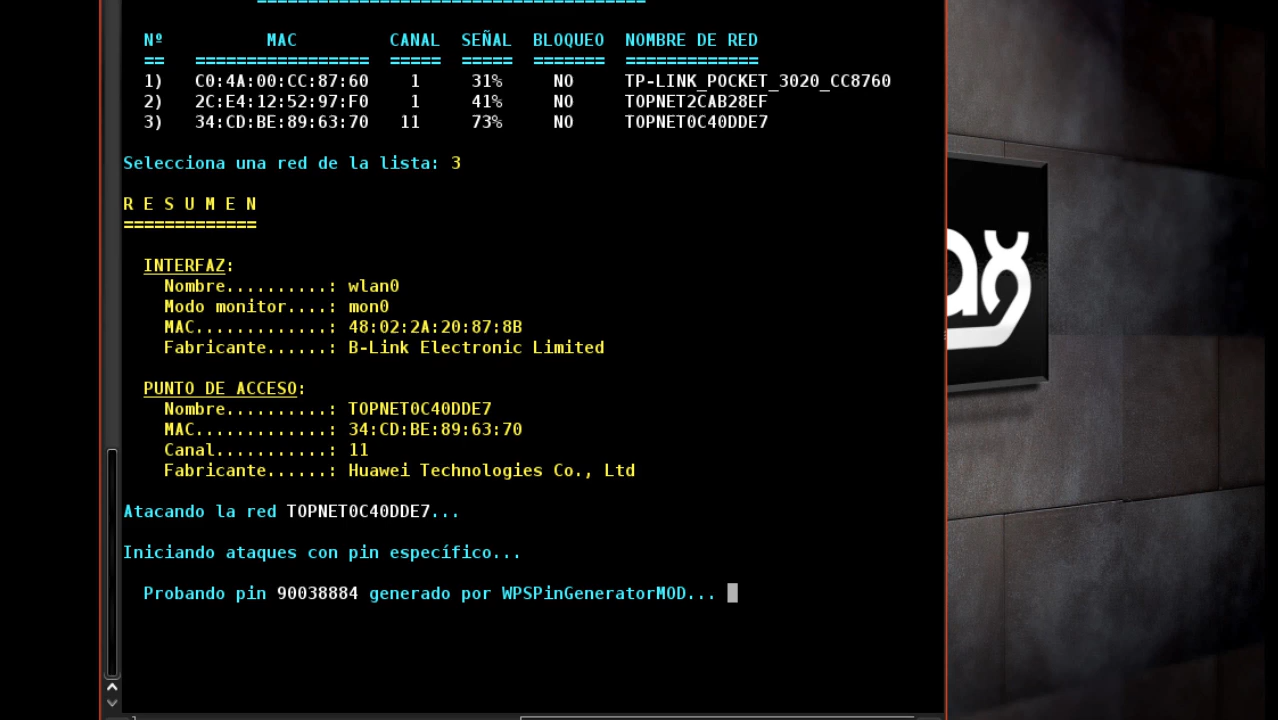 Nº MAC CANAL SEÑAL BLOQUEO NOMBRE DE RED
== ================= ===== ===== ======= =============
1) C0:4A:00:CC:87:60 1 31% NO TP-LINK_POCKET_3020_CC8760
2) 2C:E4:12:52:97:F0 1 41% NO TOPNET2CAB28EF
3) 34:CD:BE:89:63:70 11 73% NO TOPNET0C40DDE7
Selecciona una red de la lista: 3
R E S U M E N
=============
INTERFAZ:
Nombre..........: wlan0
Modo monitor....: mon0
MAC.............: 48:02:2A:20:87:8B
Fabricante......: B-Link Electronic Limited
PUNTO DE ACCESO:
Nombre..........: TOPNET0C40DDE7
MAC.............: 34:CD:BE:89:63:70
Canal...........: 11
Fabricante......: Huawei Technologies Co., Ltd
Atacando la red TOPNET0C40DDE7...
Iniciando ataques con pin específico...
Probando pin 90038884 generado por WPSPinGeneratorMOD...